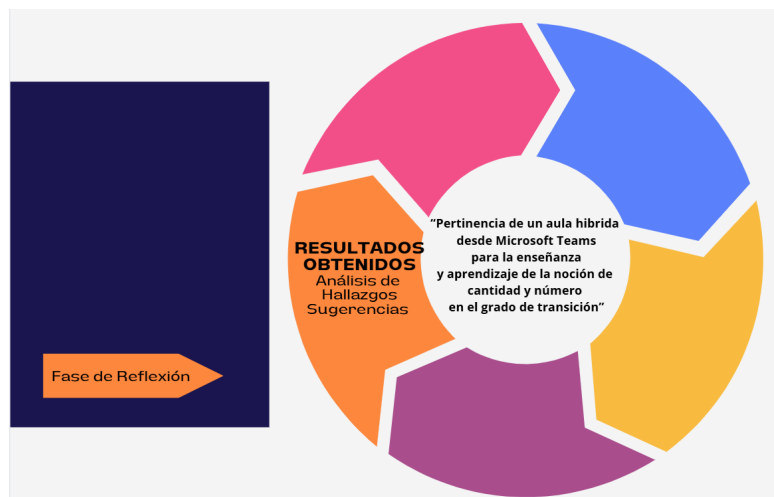 Fase de Reflexión
RESULTADOS
OBTENIDOS
Análisis de
Hallazgos
Sugerencias
“Pertinencia de un aula hibrida
desde Microsoft Teams
para la enseñanza
y aprendizaje de la noción de
cantidad y número
en el grado de transición”